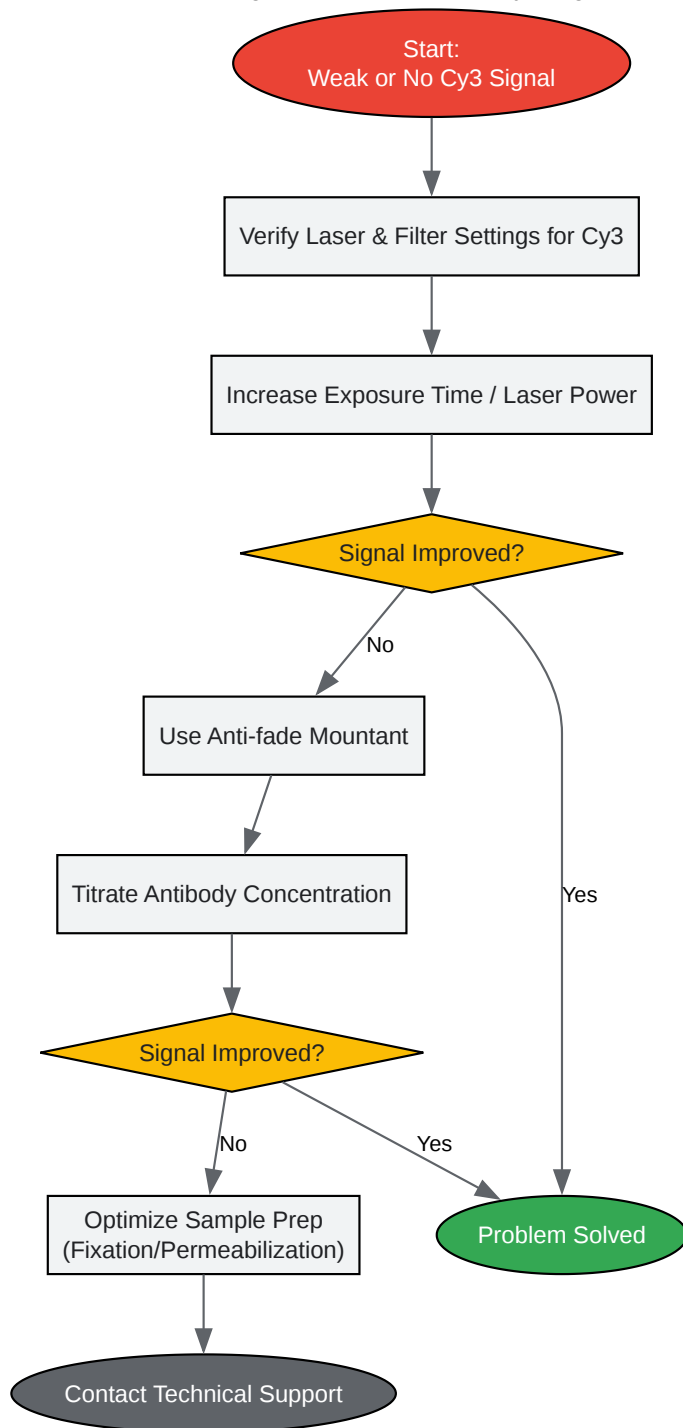 Start:
Weak or No Cy3 Signal
Verify Laser & Filter Settings for Cy3
Increase Exposure Time / Laser Power
Signal Improved?
No
Use Anti-fade Mountant
Titrate Antibody Concentration
Yes
Signal Improved?
No
Yes
Optimize Sample Prep
(Fixation/Permeabilization)
Problem Solved
Contact Technical Support